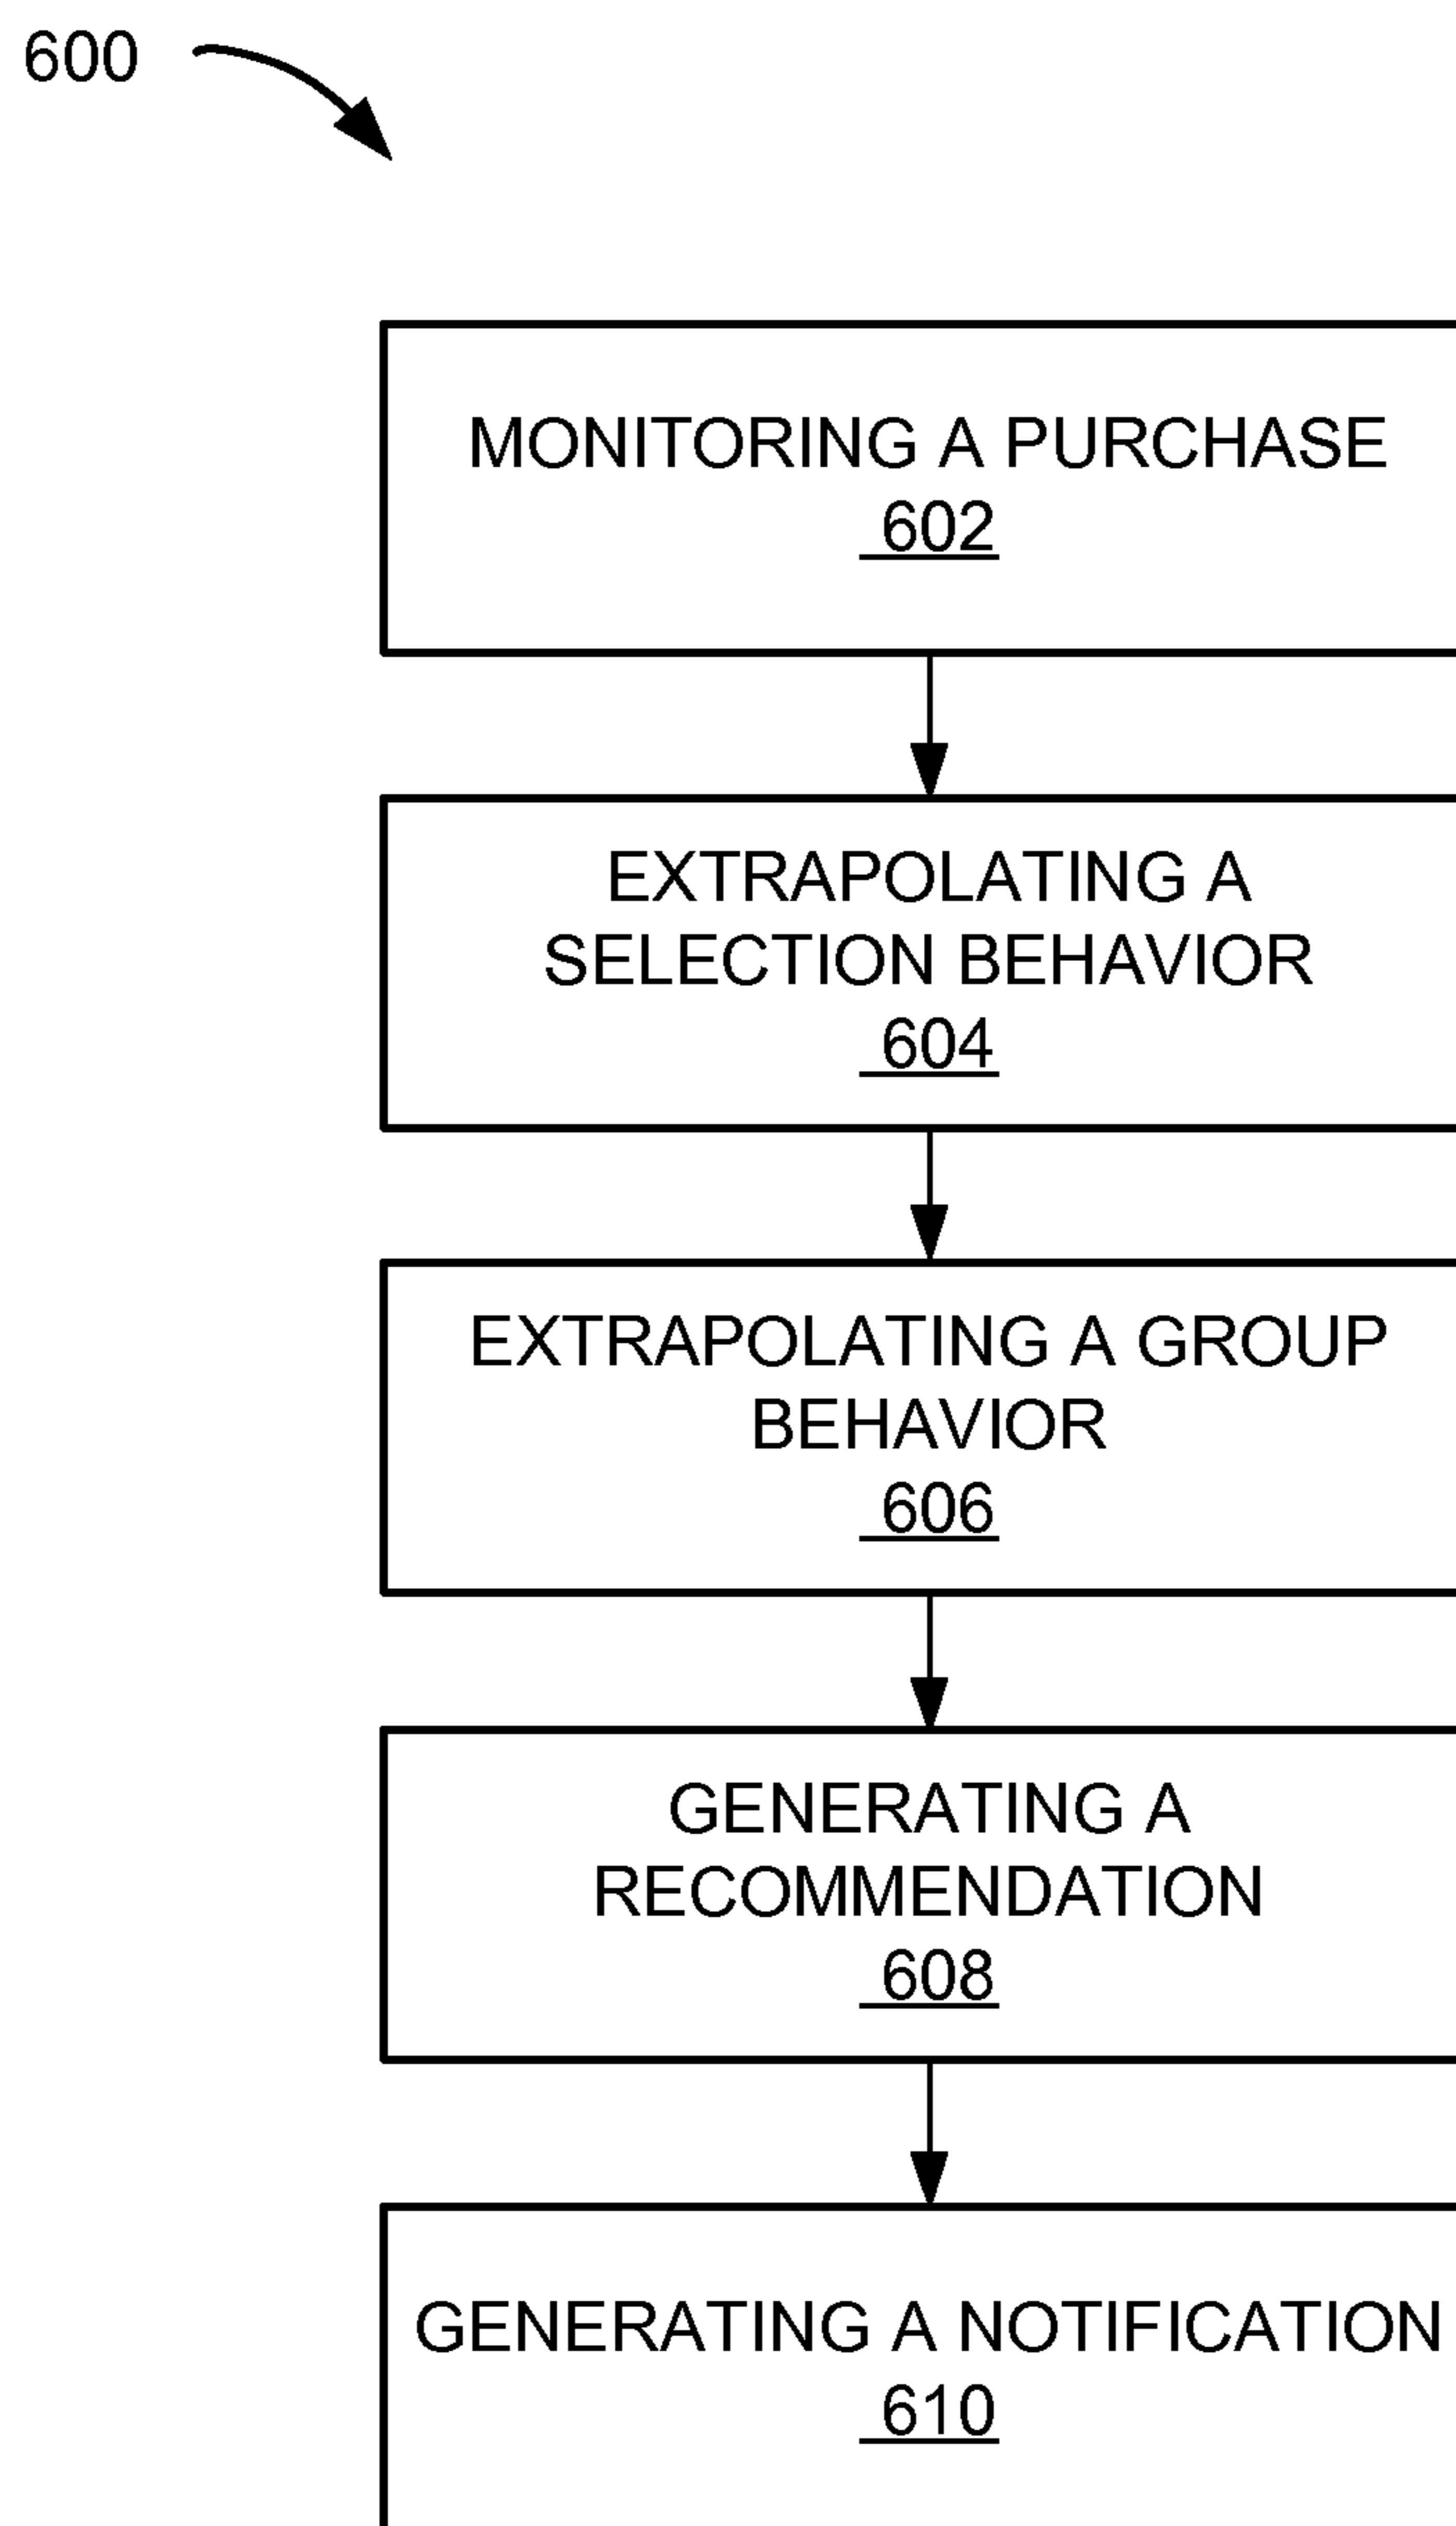 600
MONITORING A PURCHASE
602
EXTRAPOLATING A
SELECTION BEHAVIOR
604
EXTRAPOLATING A GROUP
BEHAVIOR
606
GENERATING A
RECOMMENDATION
608
GENERATING A NOTIFICATION
610